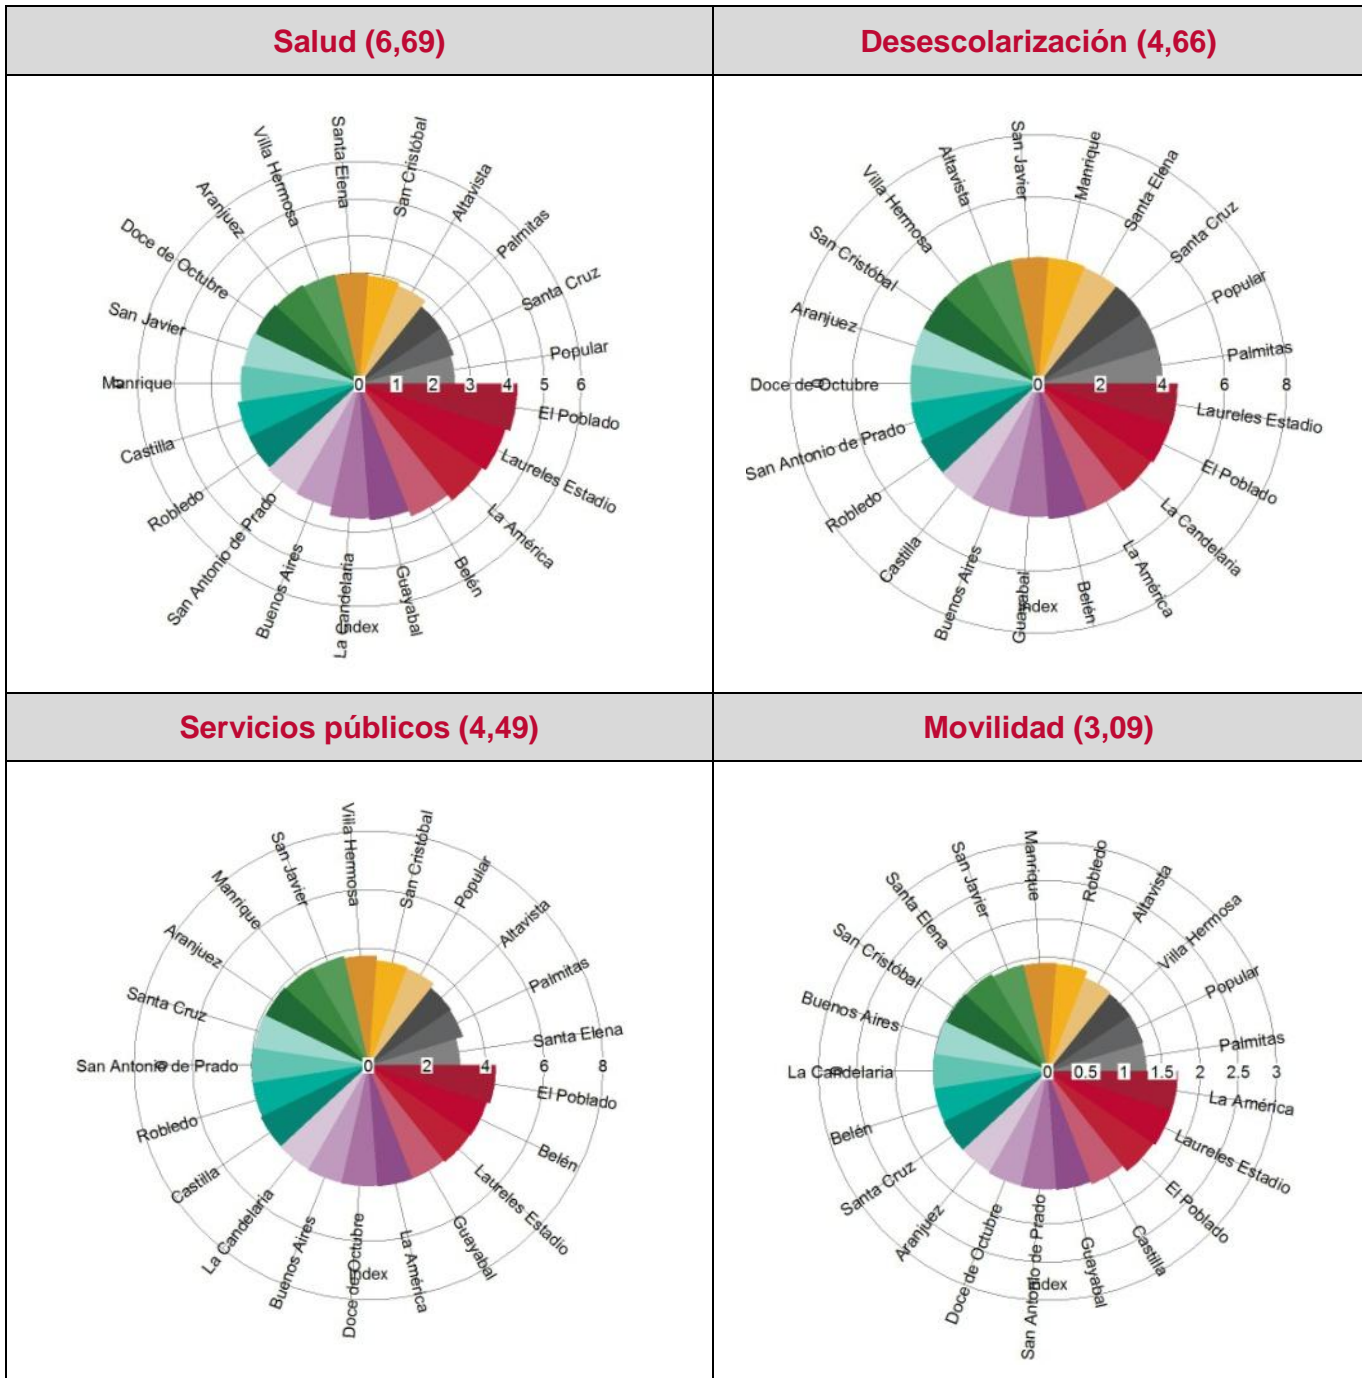 Salud (6,69)
Desescolarización (4,66)
Santa Elena
San Cristóbal
Altavista
Palmitas
Santa Cruz
Popular
El Poblado
Laureles Estadio
La América
Belén
Guayabal
La Candelaria
Buenos Aires
San Antonio de Prado
Robledo
Castilla
Manrique
San Javier
Doce de Octubre
Aranjuez
Villa Hermosa
0 1 2 3 4 5 6
0
Index
San Javier
Manrique
Santa Elena
Santa Cruz
Popular
Palmitas
Laureles Estadio
El Poblado
La Candelaria
La América
Belén
Guayabal
Buenos Aires
Castilla
Robledo
San Antonio de Prado
Doce de Octubre
Aranjuez
San Cristóbal
Villa Hermosa
Altavista
0 2 4 6 8
0
Index
Servicios públicos (4,49)
Movilidad (3,09)
Villa Hermosa
San Cristóbal
Popular
Altavista
Palmitas
Santa Elena
El Poblado
Belén
Laureles Estadio
Guayabal
La América
Doce de Octubre
Buenos Aires
La Candelaria
Castilla
Robledo
San Antonio de Prado
Santa Cruz
Aranjuez
Manrique
San Javier
0 2 4 6 8
0
Index
Manrique
Robledo
Altavista
Villa Hermosa
Popular
Palmitas
La América
Laureles Estadio
El Poblado
Castilla
Guayabal
San Antonio de Prado
Doce de Octubre
Aranjuez
Santa Cruz
Belén
La Candelaria
Buenos Aires
San Cristóbal
Santa Elena
San Javier
0 0.5 1 1.5 2 2.5 3
0
Index